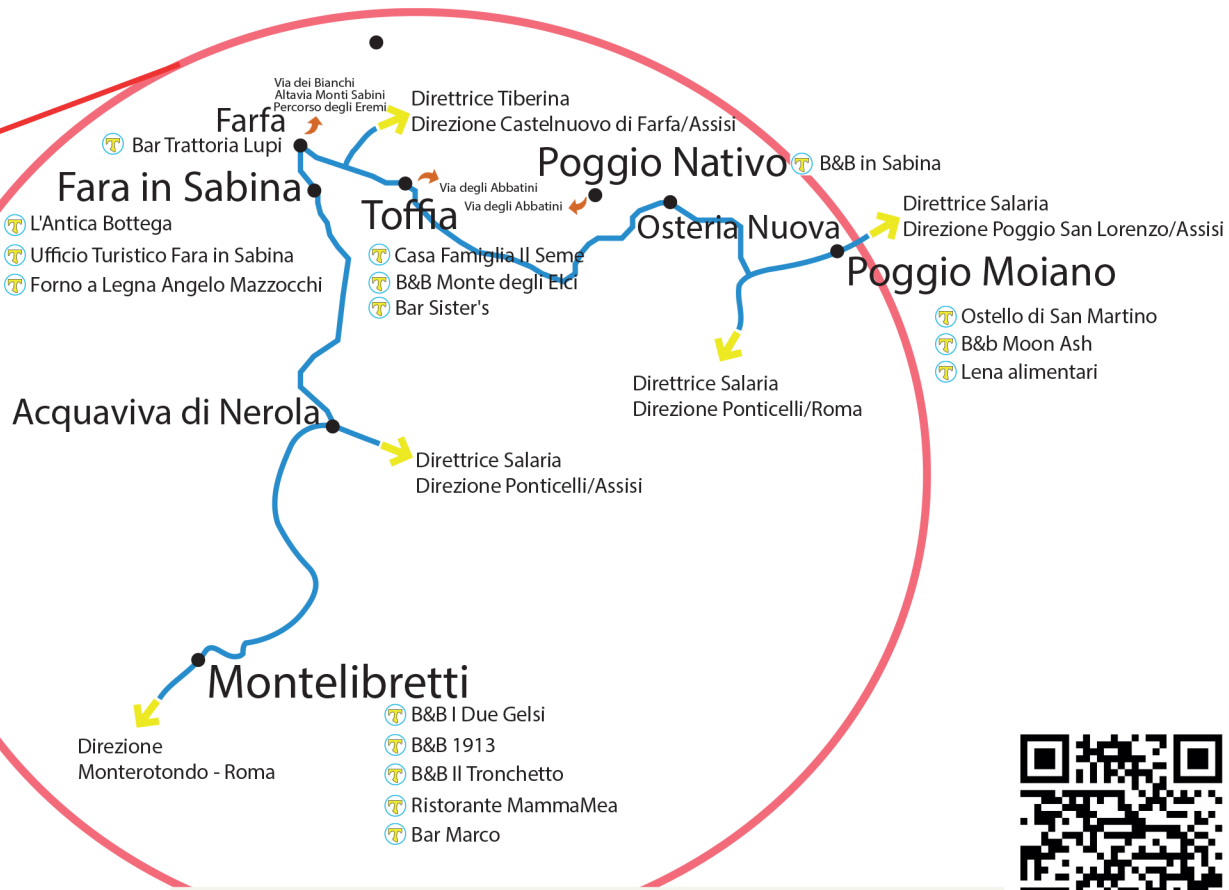 Via dei Bianchi
Altavia Monti Sabini
Percorso degli Eremi
Farfa
Bar Trattoria Lupi
Direttrice Tiberina
Direzione Castelnuovo di Farfa/Assisi
Fara in Sabina
L'Antica Bottega
Ufficio Turistico Fara in Sabina
Forno a Legna Angelo Mazzocchi
Via degli Abbatini
Toffia
Casa Famiglia Il Seme
B&B Monte degli Elci
Bar Sister's
Poggio Nativo
B&B in Sabina
Via degli Abbatini
Osteria Nuova
Direttrice Salaria
Direzione Poggio San Lorenzo/Assisi
Poggio Moiano
Ostello di San Martino
B&b Moon Ash
Lena alimentari
Direttrice Salaria
Direzione Ponticelli/Roma
Acquaviva di Nerola
Direttrice Salaria
Direzione Ponticelli/Assisi
Montelibretti
B&B I Due Gelsi
B&B 1913
B&B Il Tronchetto
Ristorante MammaMea
Bar Marco
Direzione
Monterotondo - Roma